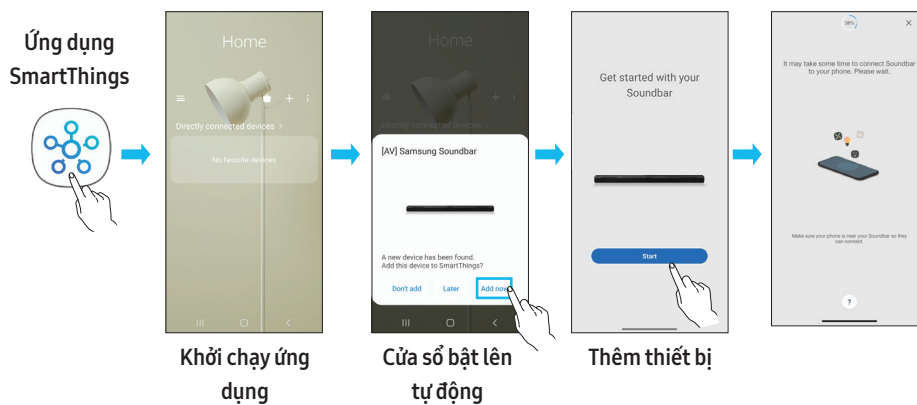 Ứng dụng
SmartThings
Home
Directly connected devices >
No favorite devices
Khởi chạy ứng
dụng
Home
Directly connected devices >
[AV] Samsung Soundbar
A new device has been found.
Add this device to SmartThings?
Don't add Later Add now
Cửa sổ bật lên
tự động
Get started with your
Soundbar
Start
Thêm thiết bị
38%
It may take some time to connect Soundbar
to your phone. Please wait.
Make sure your phone is near your Soundbar so they
can connect.
?